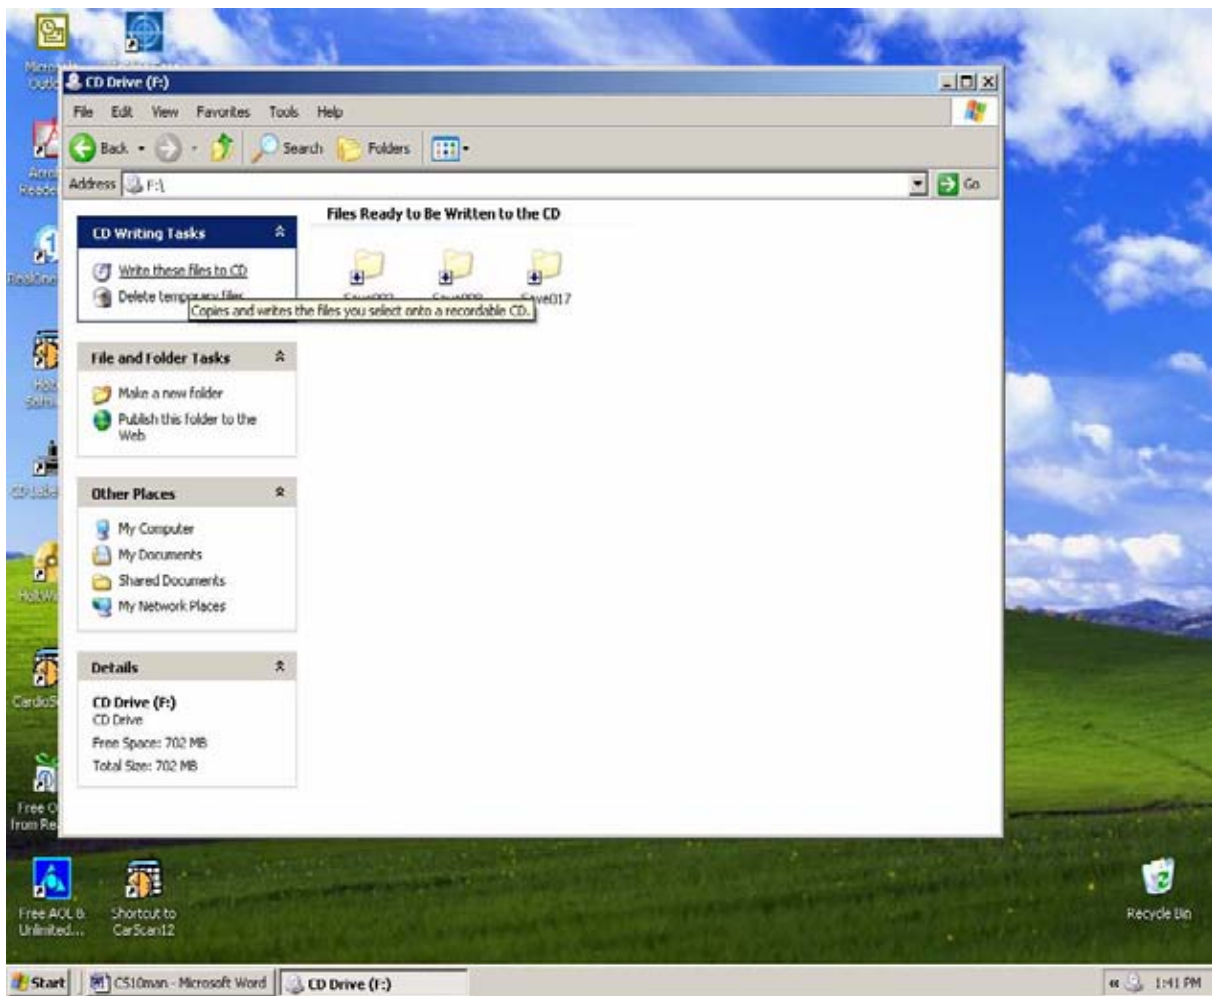 CD Drive (F:)
File Edit View Favorites Tools Help
Back Search Folders
Address F:\ Go
CD Writing Tasks
Write these files to CD
Delete temporary files
Files Ready to Be Written to the CD
Save017
Copies and writes the files you select onto a recordable CD.
File and Folder Tasks
Make a new folder
Publish this folder to the
Web
Other Places
My Computer
My Documents
Shared Documents
My Network Places
Details
CD Drive (F:)
CD Drive
Free Space: 702 MB
Total Size: 702 MB
Free AOL &
Unlimited...
Shortcut to
CarScan12
Recycle Bin
Start
CS10man - Microsoft Word
CD Drive (F:)
1:41 PM